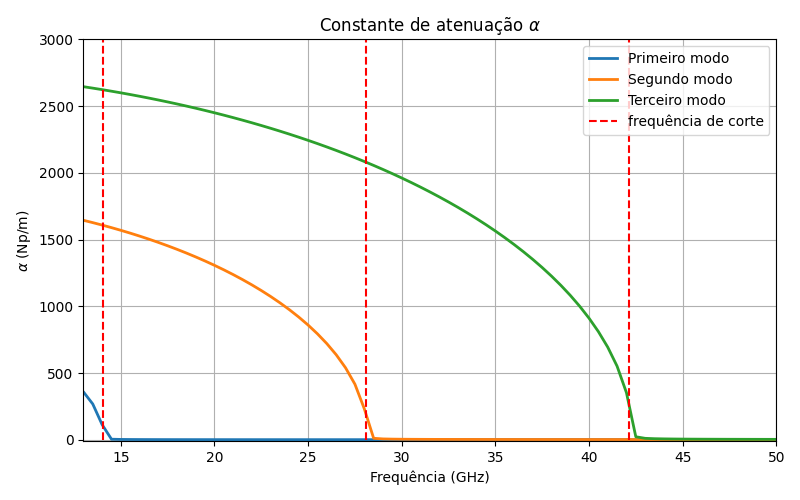 Constante de atenuação α
3000
2500
2000
1500
1000
500
0
α (Np/m)
Primeiro modo
Segundo modo
Terceiro modo
frequência de corte
15 20 25 30 35 40 45 50
Frequência (GHz)